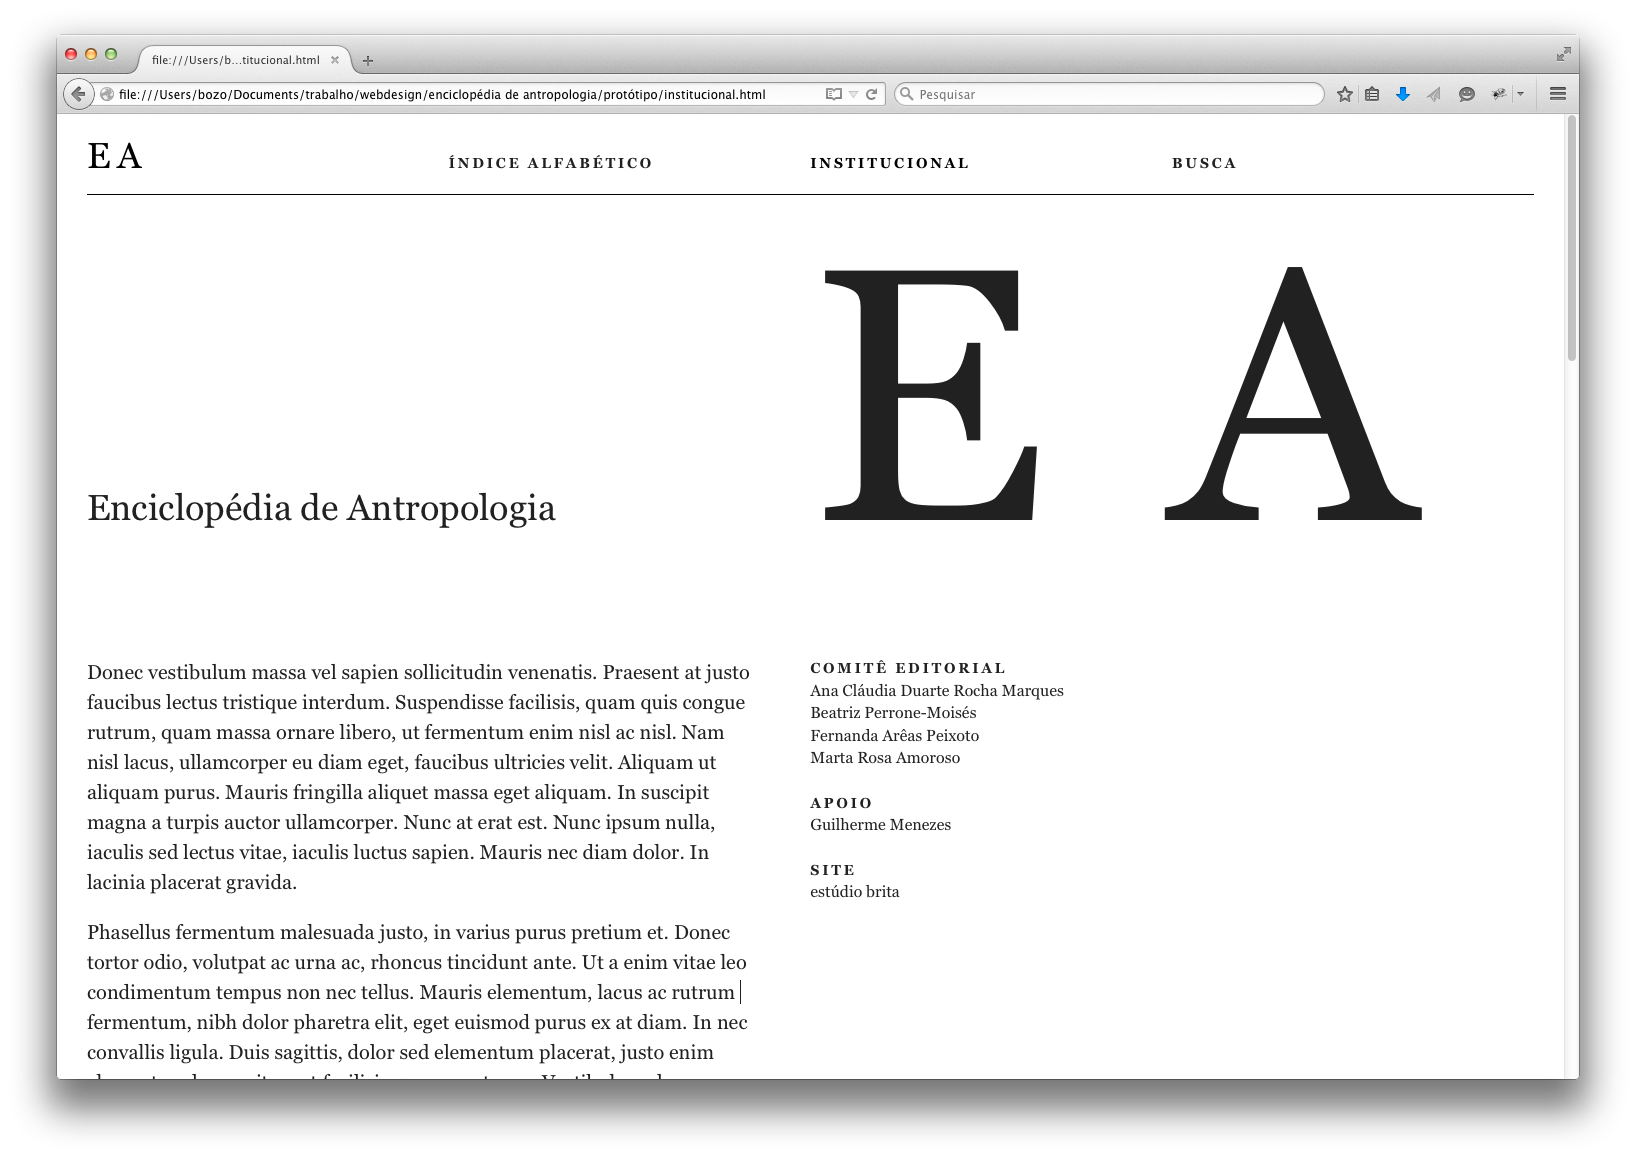 file:///Users/b...titucional.html
file:///Users/bozo/Documents/trabalho/webdesign/enciclopédia de antropologia/protótipo/institucional.html
Pesquisar
EA
ÍNDICE ALFABÉTICO
INSTITUCIONAL
BUSCA
E A
Enciclopédia de Antropologia
Donec vestibulum massa vel sapien sollicitudin venenatis. Praesent at justo
faucibus lectus tristique interdum. Suspendisse facilisis, quam quis congue
rutrum, quam massa ornare libero, ut fermentum enim nisl ac nisl. Nam
nisl lacus, ullamcorper eu diam eget, faucibus ultricies velit. Aliquam ut
aliquam purus. Mauris fringilla aliquet massa eget aliquam. In suscipit
magna a turpis auctor ullamcorper. Nunc at erat est. Nunc ipsum nulla,
iaculis sed lectus vitae, iaculis luctus sapien. Mauris nec diam dolor. In
lacinia placerat gravida.
Phasellus fermentum malesuada justo, in varius purus pretium et. Donec
tortor odio, volutpat ac urna ac, rhoncus tincidunt ante. Ut a enim vitae leo
condimentum tempus non nec tellus. Mauris elementum, lacus ac rutrum
fermentum, nibh dolor pharetra elit, eget euismod purus ex at diam. In nec
convallis ligula. Duis sagittis, dolor sed elementum placerat, justo enim
COMITÊ EDITORIAL
Ana Cláudia Duarte Rocha Marques
Beatriz Perrone-Moisés
Fernanda Arêas Peixoto
Marta Rosa Amoroso
APOIO
Guilherme Menezes
SITE
estúdio brita